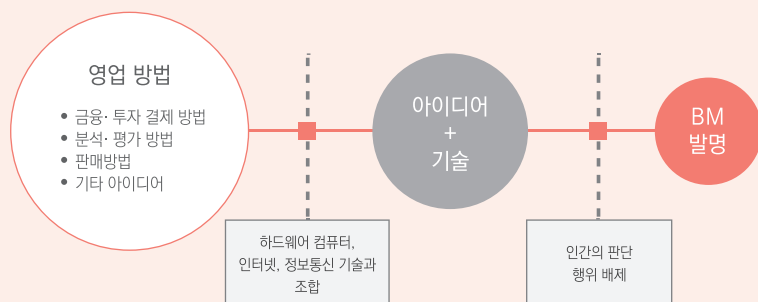 영업 방법
• 금융· 투자 결제 방법
• 분석· 평가 방법
• 판매방법
• 기타 아이디어
하드웨어 컴퓨터,
인터넷, 정보통신 기술과
조합
아이디어
+
기술
인간의 판단
행위 배제
BM
발명